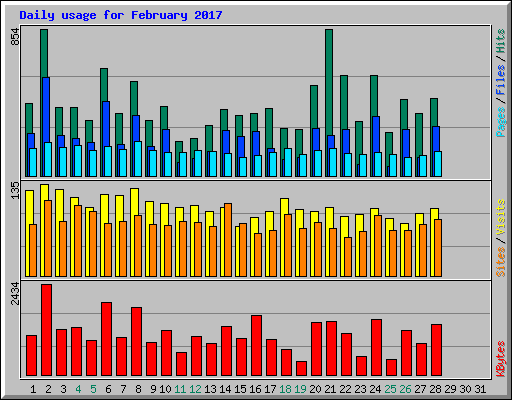 Daily usage for February 2017
854
Pages / Files / Hits
135
Sites / Visits
2434
KBytes
1 2 3 4 5 6 7 8 9 10 11 12 13 14 15 16 17 18 19 20 21 22 23 24 25 26 27 28 29 30 31